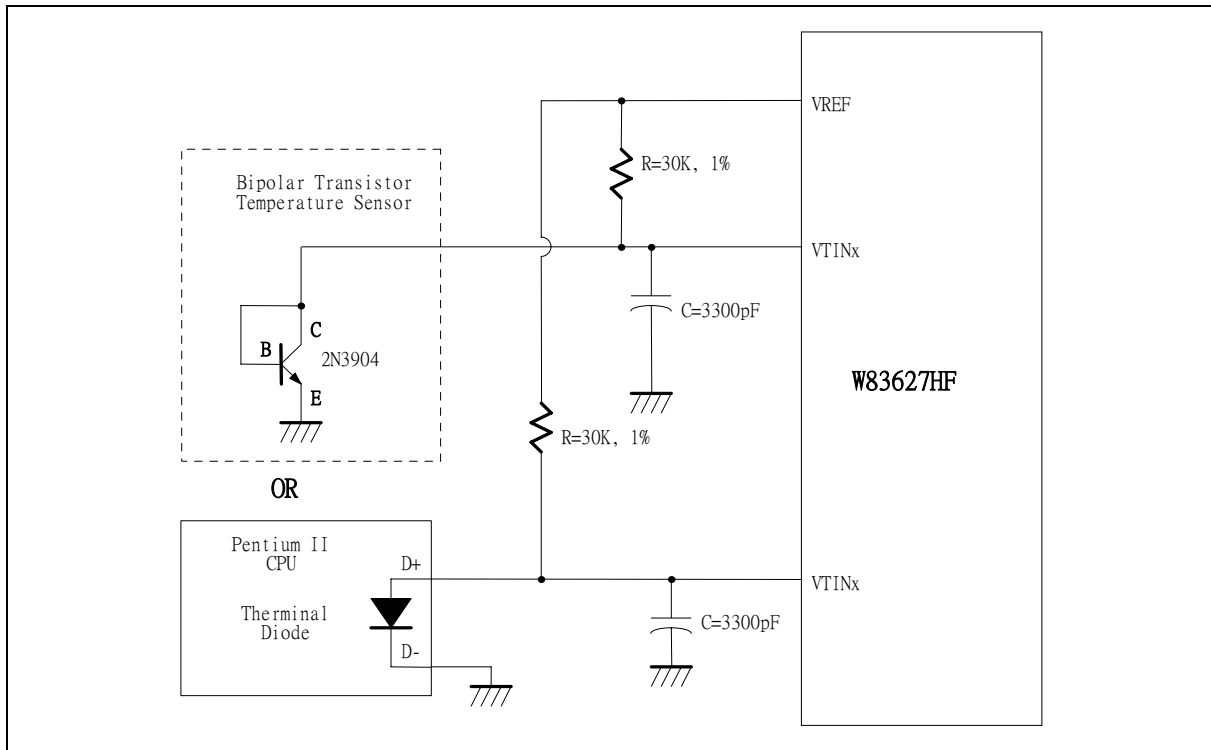 VREF
R=30K, 1%
Bipolar Transistor
Temperature Sensor
VTINx
C=3300pF
C
B
2N3904
E
W83627HF
R=30K, 1%
OR
Pentium II
CPU
D+
VTINx
Therminal
Diode
C=3300pF
D-